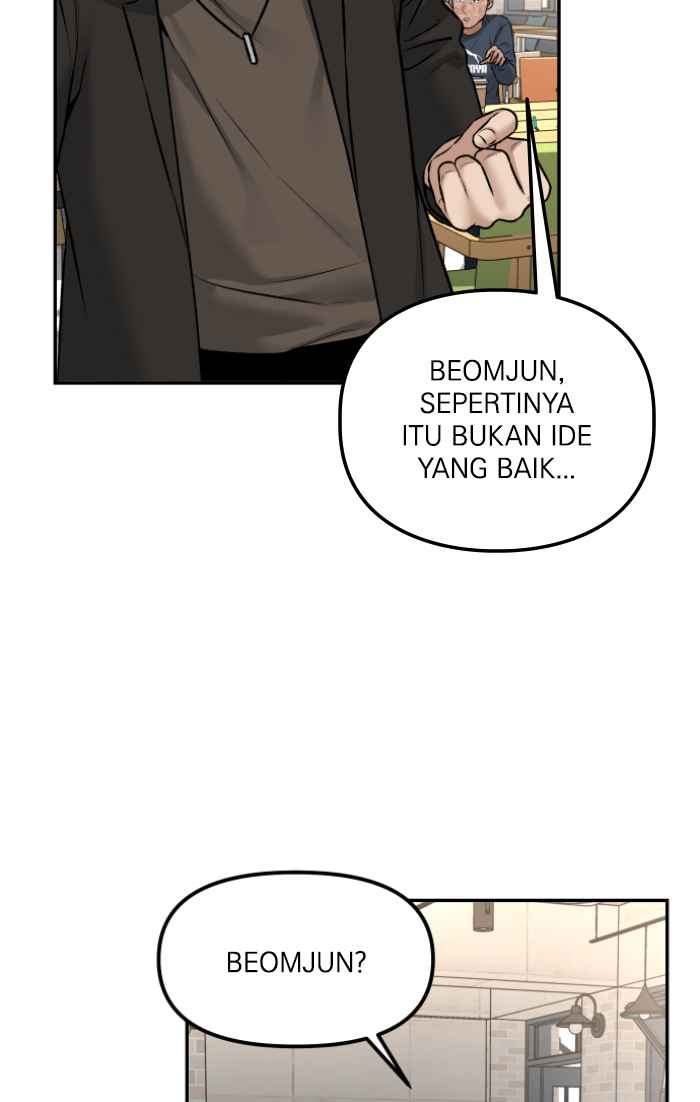 BEOMJUN,
SEPERTINYA
ITU BUKAN IDE
YANG BAIK...
BEOMJUN?